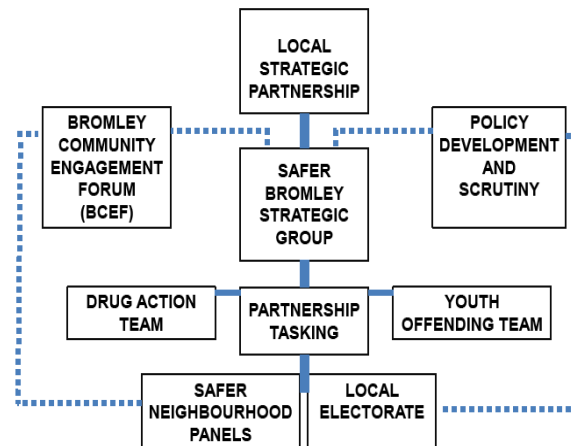 LOCAL
STRATEGIC
PARTNERSHIP
BROMLEY
COMMUNITY
ENGAGEMENT
FORUM
(BCEF)
POLICY
DEVELOPMENT
AND
SCRUTINY
SAFER
BROMLEY
STRATEGIC
GROUP
DRUG ACTION
TEAM
PARTNERSHIP
TASKING
YOUTH
OFFENDING TEAM
SAFER
NEIGHBOURHOOD
PANELS
LOCAL
ELECTORATE